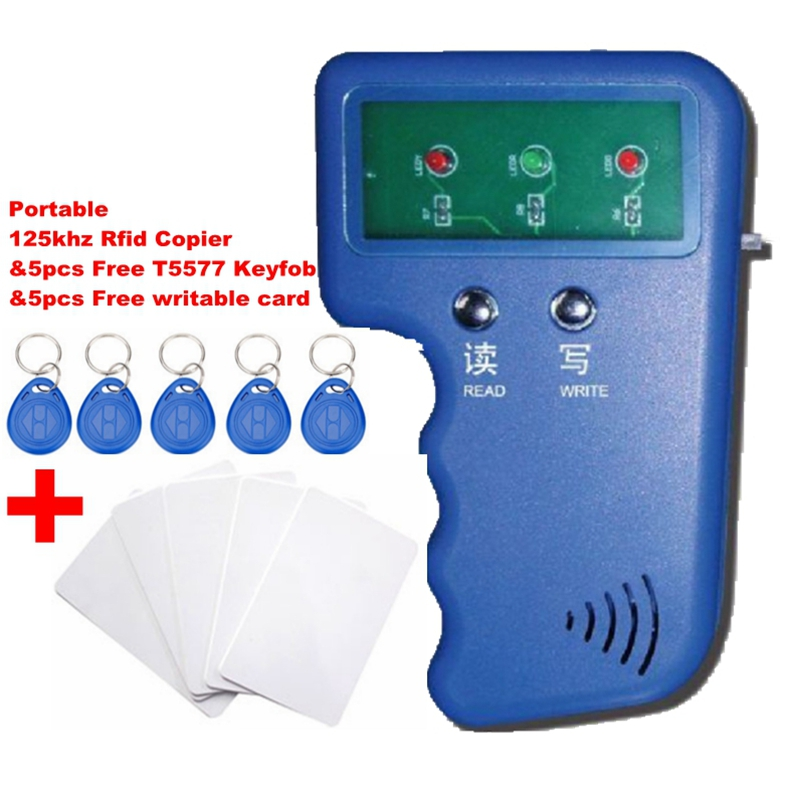 Portable
125khz Rfid Copier
&5pcs Free T5577 Keyfob
&5pcs Free writable card
读 写
READ WRITE